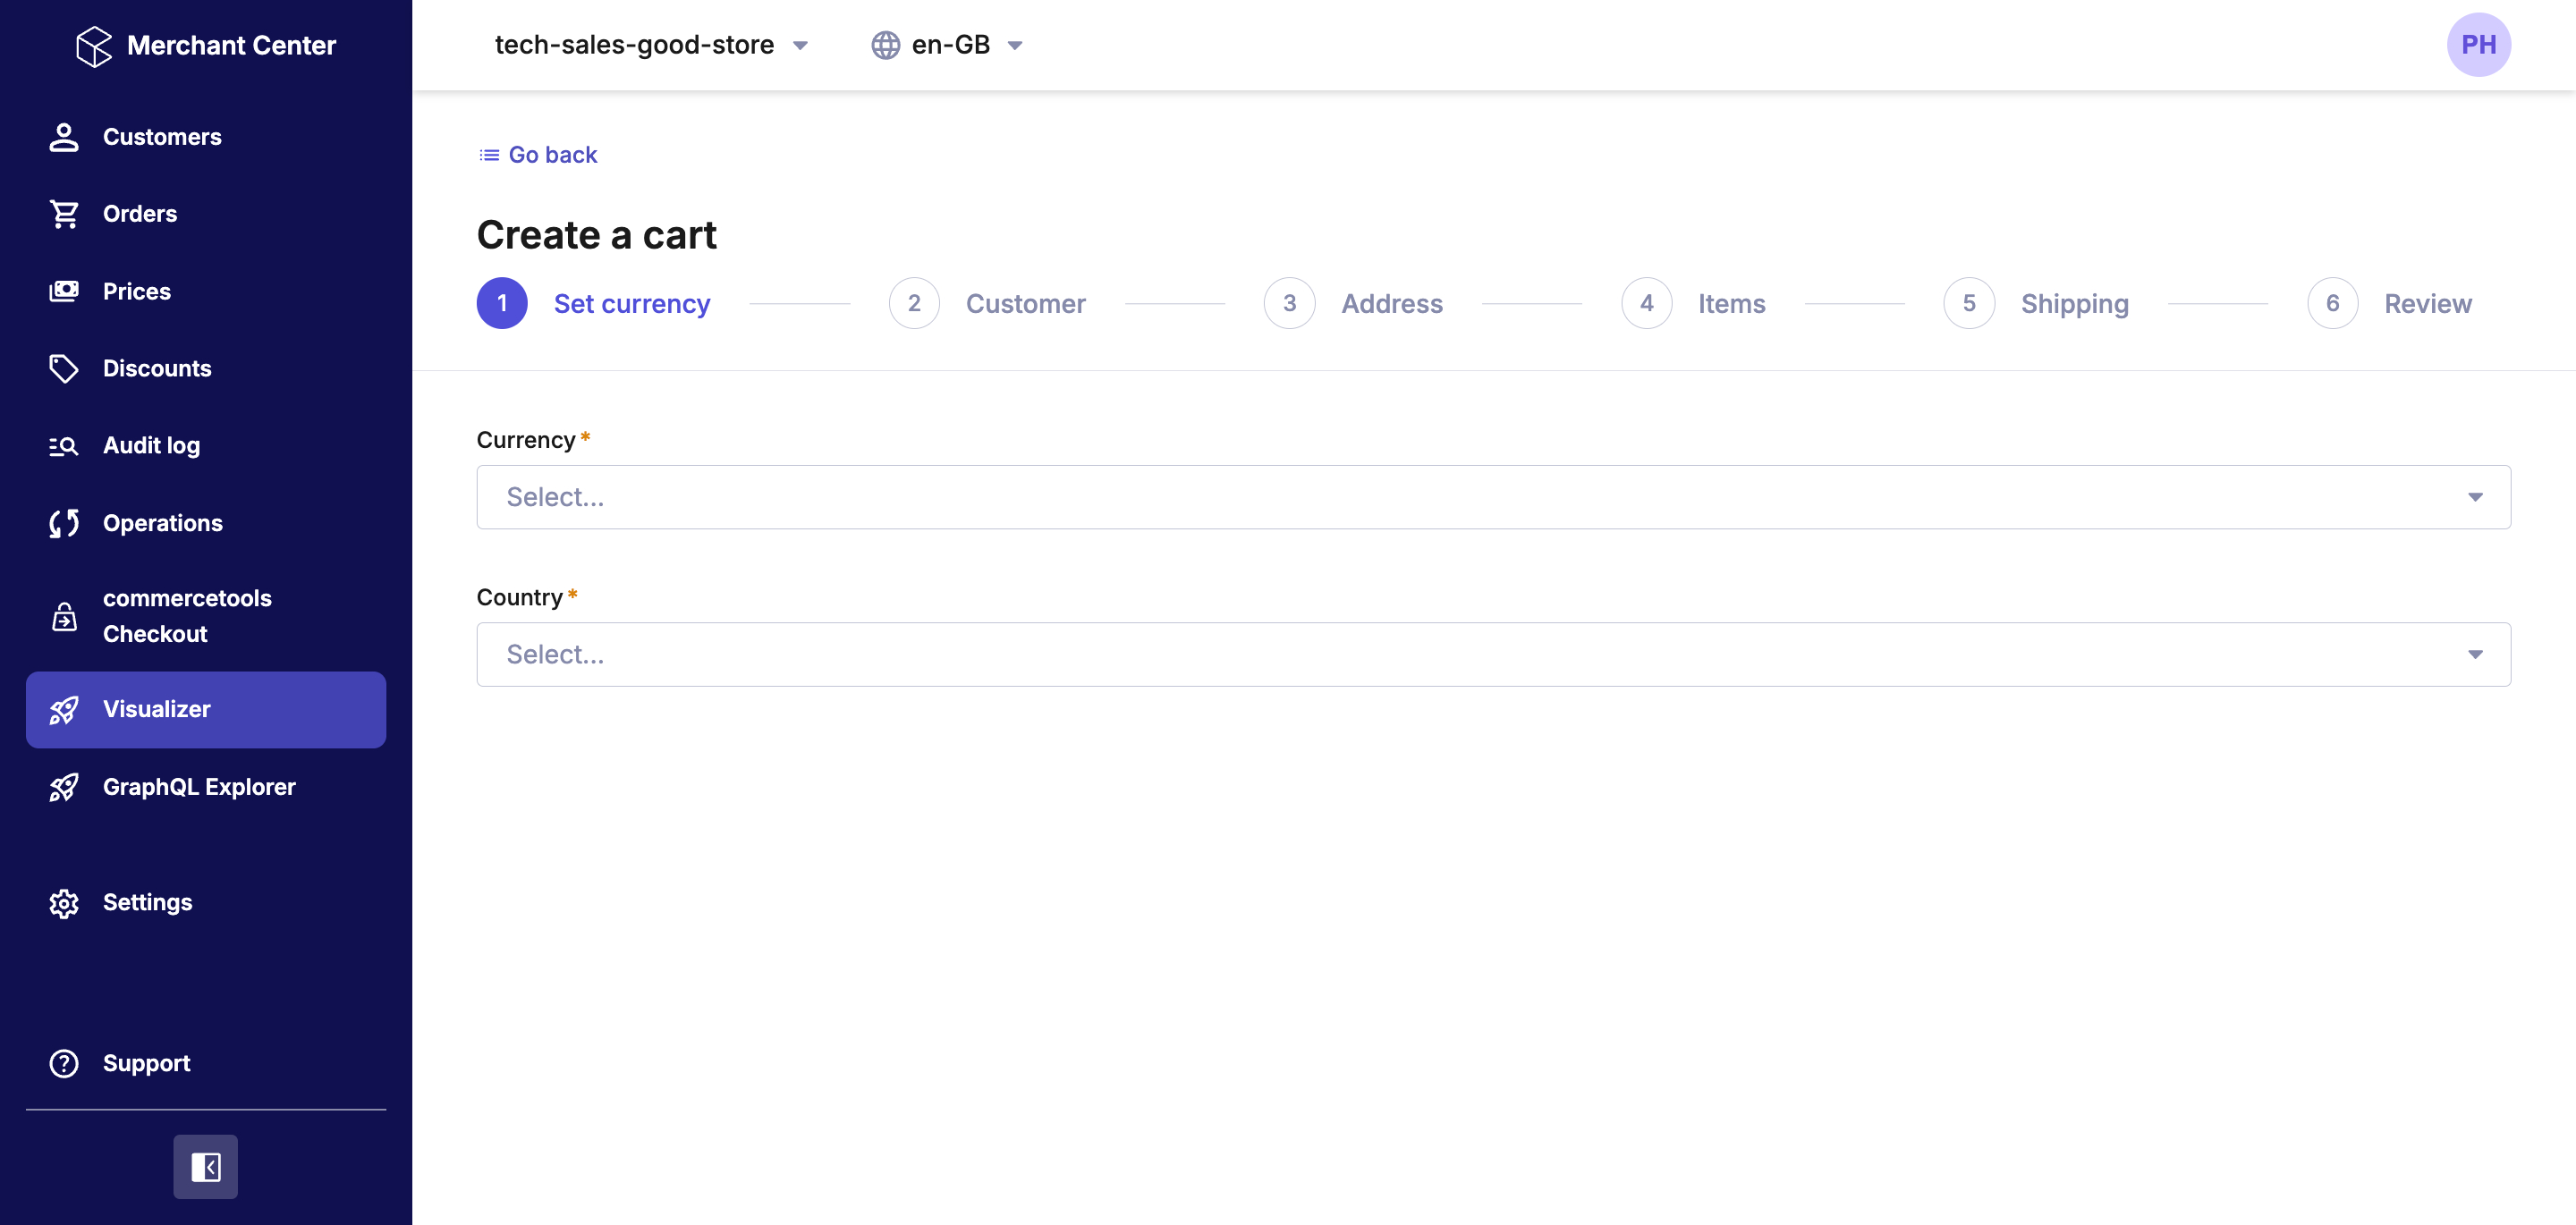 Merchant Center
Customers
Orders
Prices
Discounts
Audit log
Operations
commercetools
Checkout
Visualizer
GraphQL Explorer
Settings
Support
tech-sales-good-store
en-GB
PH
Go back
Create a cart
1 Set currency 2 Customer 3 Address 4 Items 5 Shipping 6 Review
Currency*
Select...
Country*
Select...